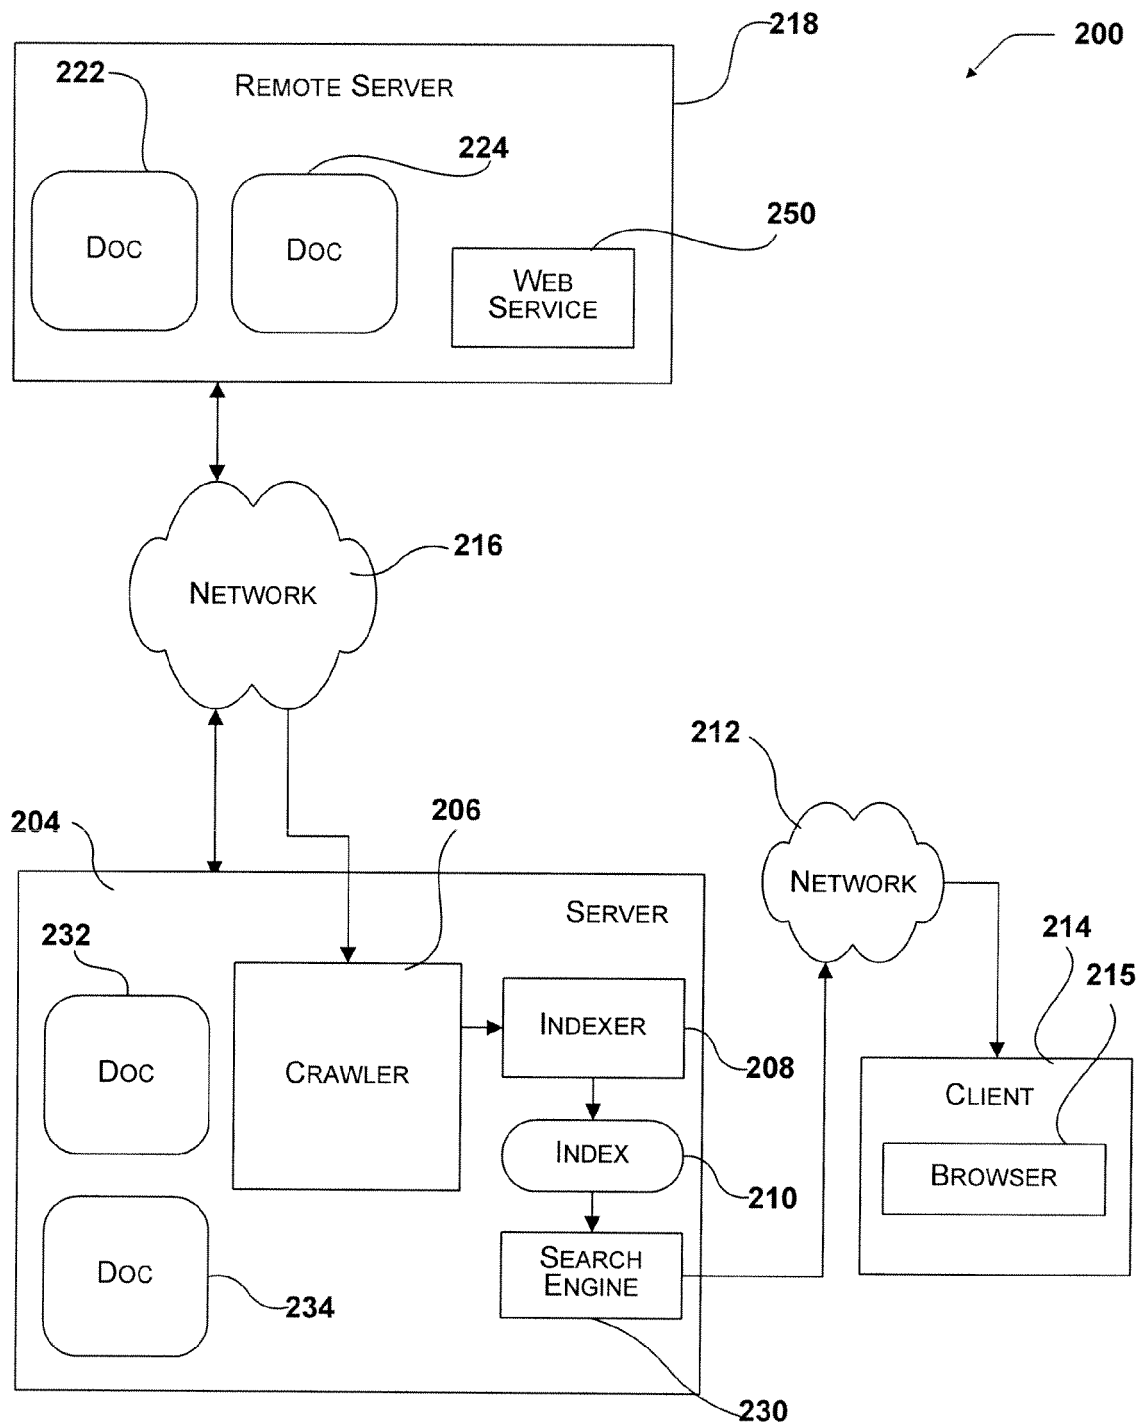 218
200
222
REMOTE SERVER
224
250
DOC
DOC
WEB
SERVICE
216
NETWORK
212
204
206
NETWORK
SERVER
232
214
215
INDEXER
208
DOC
CRAWLER
CLIENT
INDEX
210
BROWSER
DOC
SEARCH
ENGINE
234
230